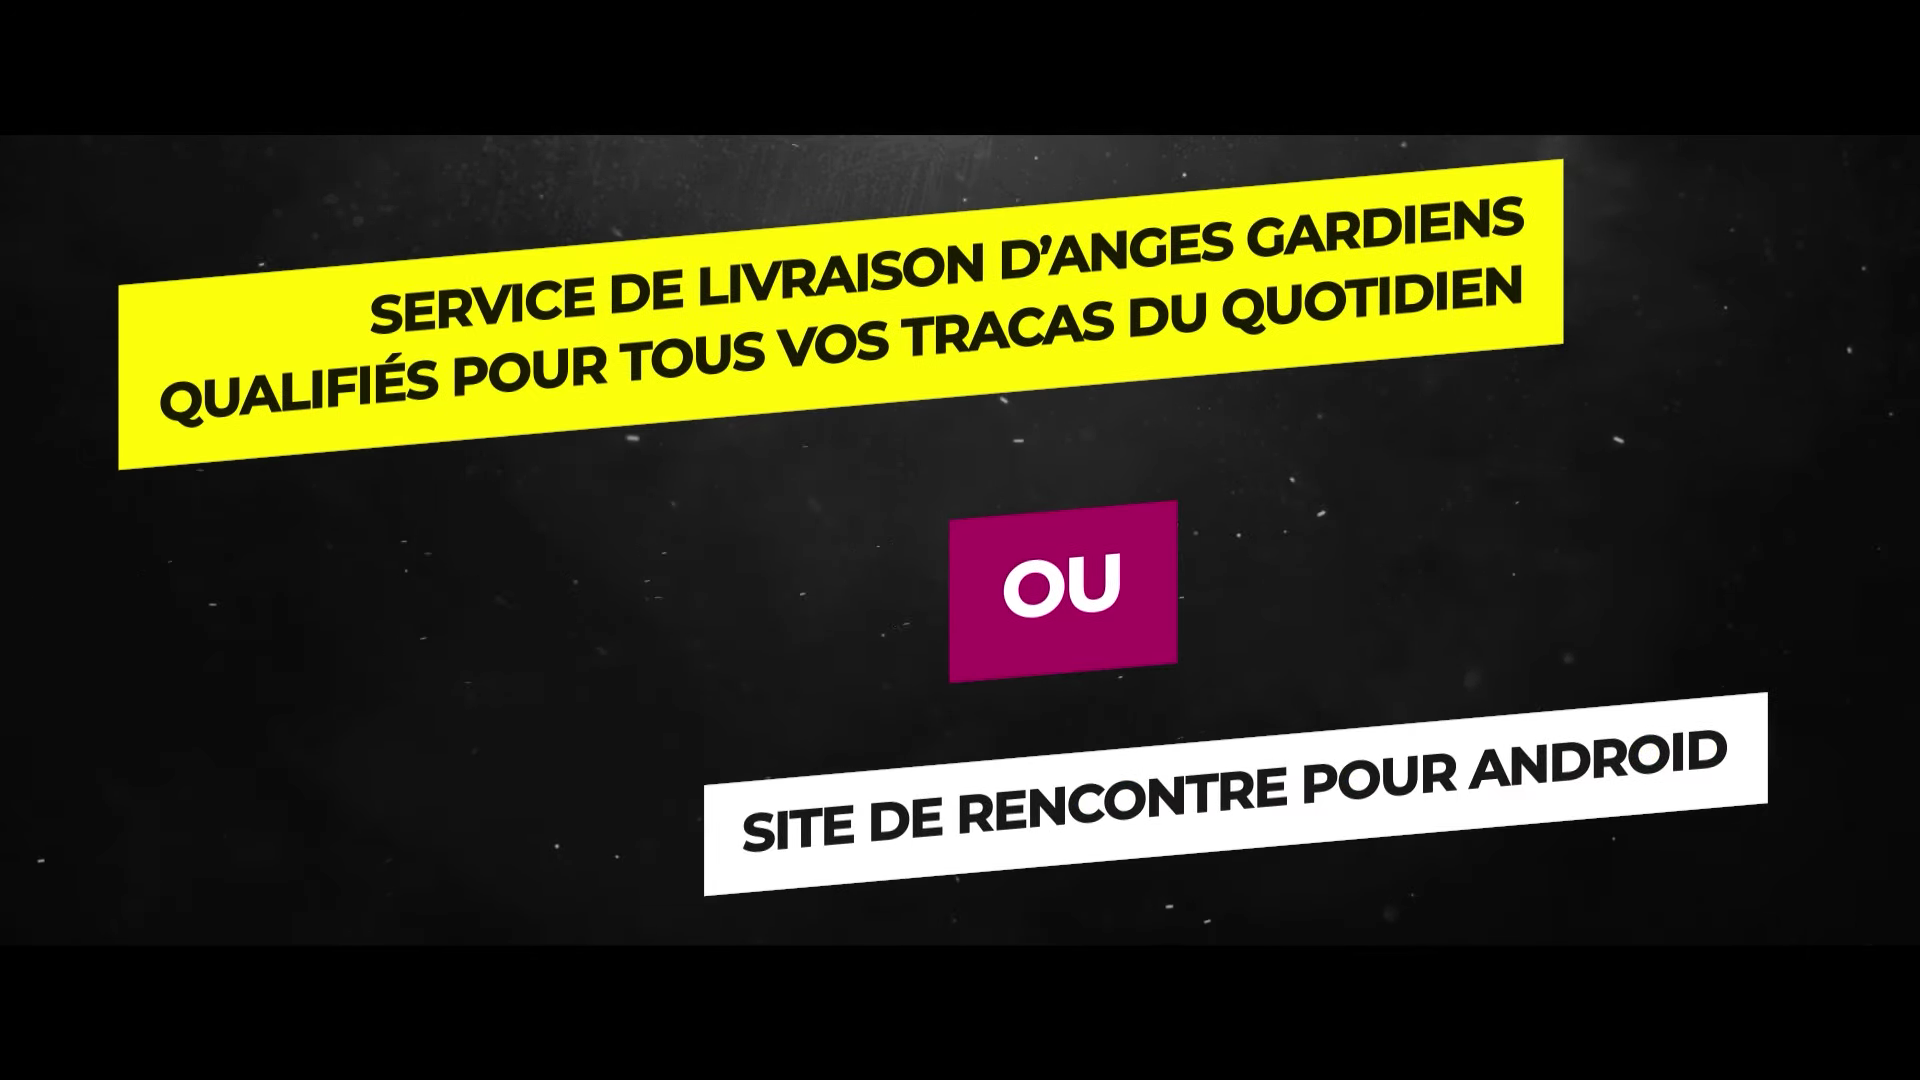 SERVICE DE LIVRAISON D’ANGES GARDIENS
QUALIFIÉS POUR TOUS VOS TRACAS DU QUOTIDIEN
OU
SITE DE RENCONTRE POUR ANDROID